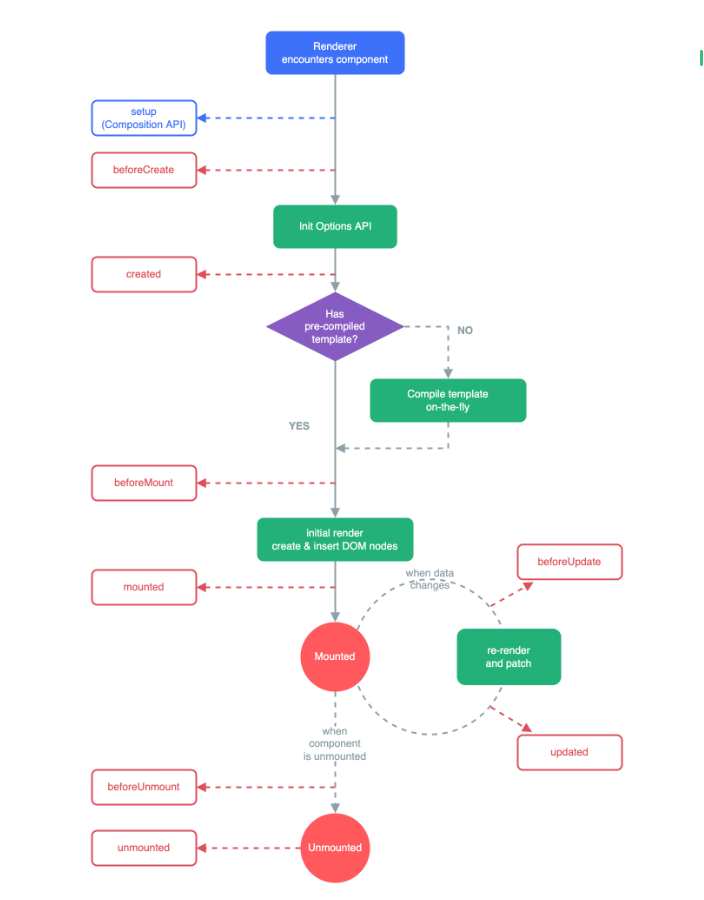 Renderer
encounters component
setup
(Composition API)
beforeCreate
Init Options API
created
Has
pre-compiled
template?
NO
Compile template
on-the-fly
YES
beforeMount
initial render
create & insert DOM nodes
beforeUpdate
when data
changes
mounted
re-render
and patch
Mounted
when
component
is unmounted
updated
beforeUnmount
unmounted
Unmounted